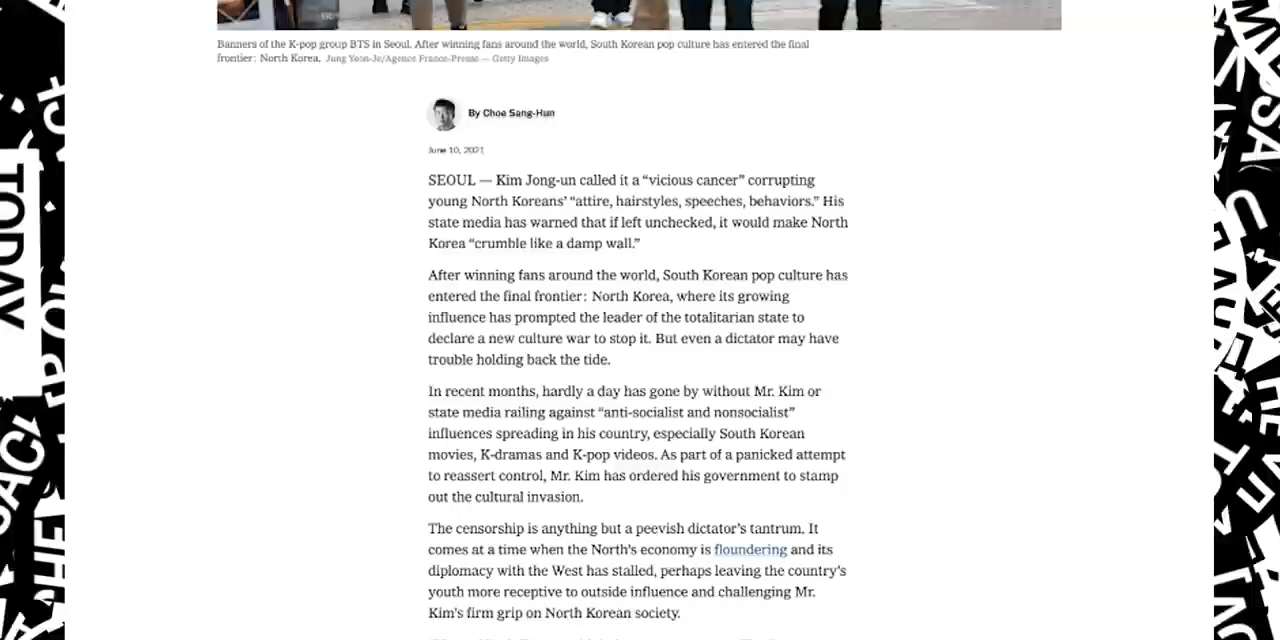 Banners of the K-pop group BTS in Seoul. After winning fans around the world, South Korean pop culture has entered the final
frontier: North Korea. Jung Yeon-Je/Agence France-Presse — Getty Images
By Choe Sang-Hun
June 10, 2021
SEOUL — Kim Jong-un called it a “vicious cancer” corrupting
young North Koreans’ “attire, hairstyles, speeches, behaviors.” His
state media has warned that if left unchecked, it would make North
Korea “crumble like a damp wall.”
After winning fans around the world, South Korean pop culture has
entered the final frontier: North Korea, where its growing
influence has prompted the leader of the totalitarian state to
declare a new culture war to stop it. But even a dictator may have
trouble holding back the tide.
In recent months, hardly a day has gone by without Mr. Kim or
state media railing against “anti-socialist and nonsocialist”
influences spreading in his country, especially South Korean
movies, K-dramas and K-pop videos. As part of a panicked attempt
to reassert control, Mr. Kim has ordered his government to stamp
out the cultural invasion.
The censorship is anything but a peevish dictator’s tantrum. It
comes at a time when the North’s economy is floundering and its
diplomacy with the West has stalled, perhaps leaving the country’s
youth more receptive to outside influence and challenging Mr.
Kim’s firm grip on North Korean society.
TODAY